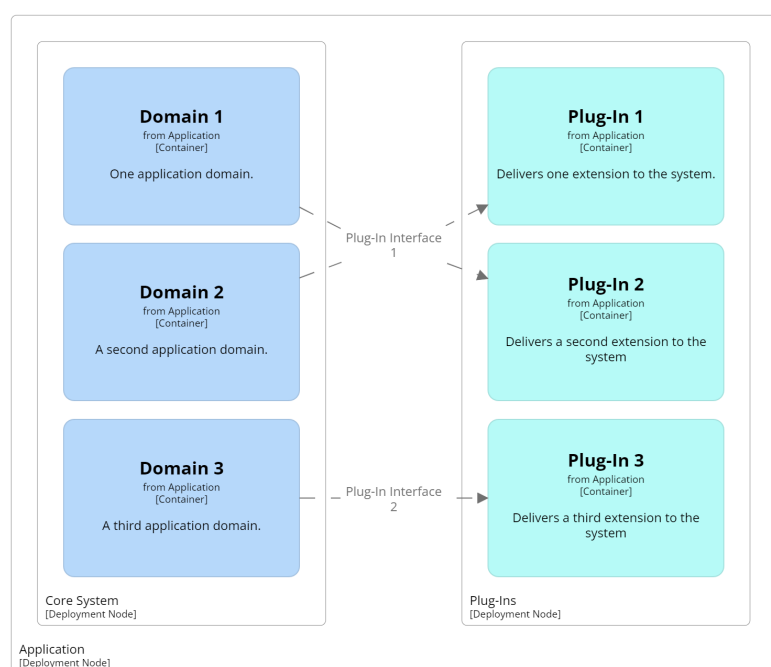 Domain 1
from Application
[Container]
One application domain.
Domain 2
from Application
[Container]
A second application domain.
Domain 3
from Application
[Container]
A third application domain.
Core System
[Deployment Node]
Plug-In Interface
1
Plug-In Interface
2
Plug-In 1
from Application
[Container]
Delivers one extension to the system.
Plug-In 2
from Application
[Container]
Delivers a second extension to the
system
Plug-In 3
from Application
[Container]
Delivers a third extension to the
system
Plug-Ins
[Deployment Node]
Application
[Deployment Node]